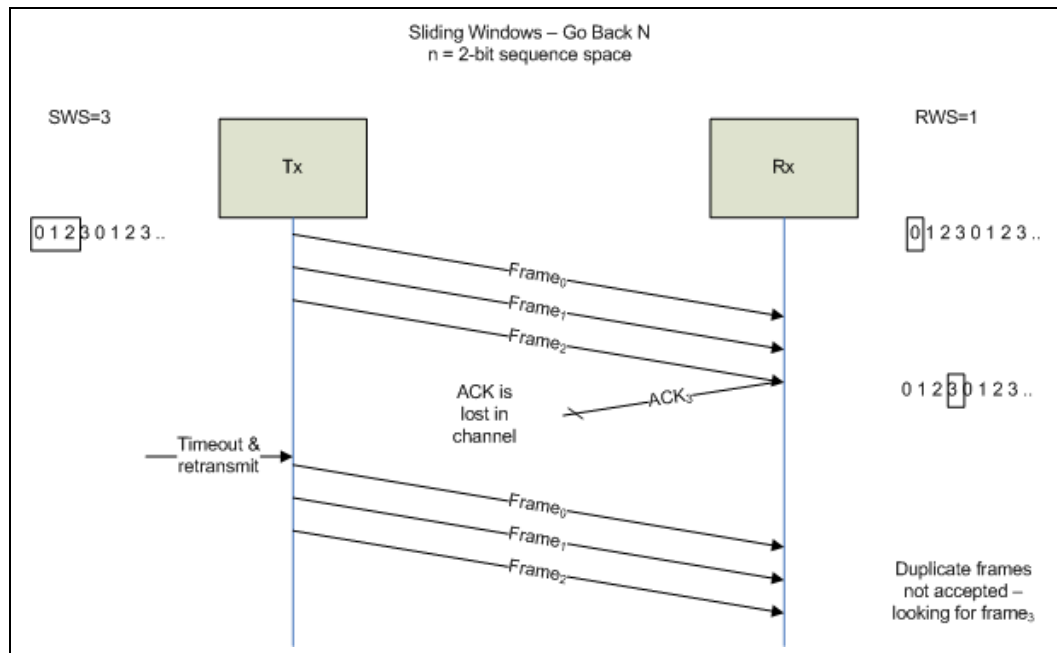 Sliding Windows – Go Back N
n = 2-bit sequence space
SWS=3
RWS=1
Tx
Rx
0 1 2 3 0 1 2 3 ..
0 1 2 3 0 1 2 3 ..
Frame₀
Frame₁
Frame₂
ACK is
lost in
channel
ACK₃
0 1 2 3 0 1 2 3 ..
Timeout &
retransmit
Frame₀
Frame₁
Frame₂
Duplicate frames
not accepted –
looking for frame₃